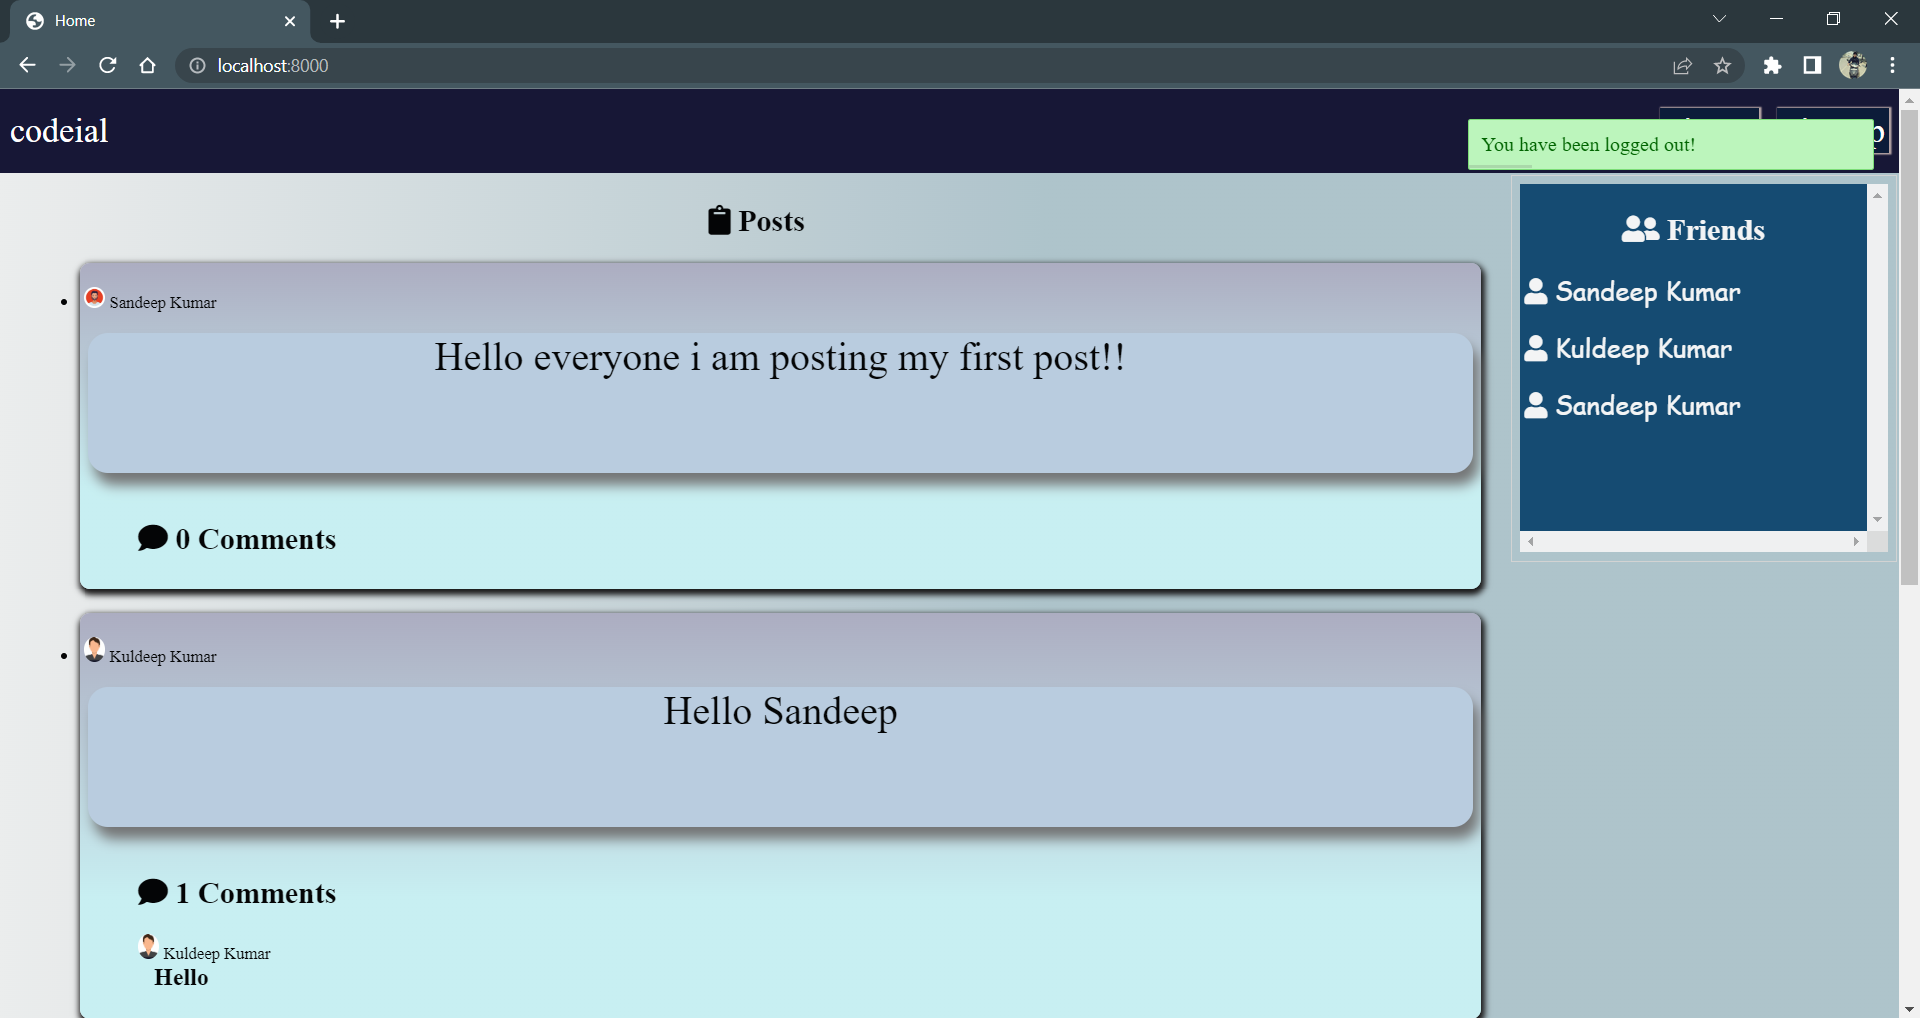 Home
localhost:8000
codeial
You have been logged out!
Posts
Friends
Sandeep Kumar
Kuldeep Kumar
Sandeep Kumar
Sandeep Kumar
Hello everyone i am posting my first post!!
0 Comments
Kuldeep Kumar
Hello Sandeep
1 Comments
Kuldeep Kumar
Hello